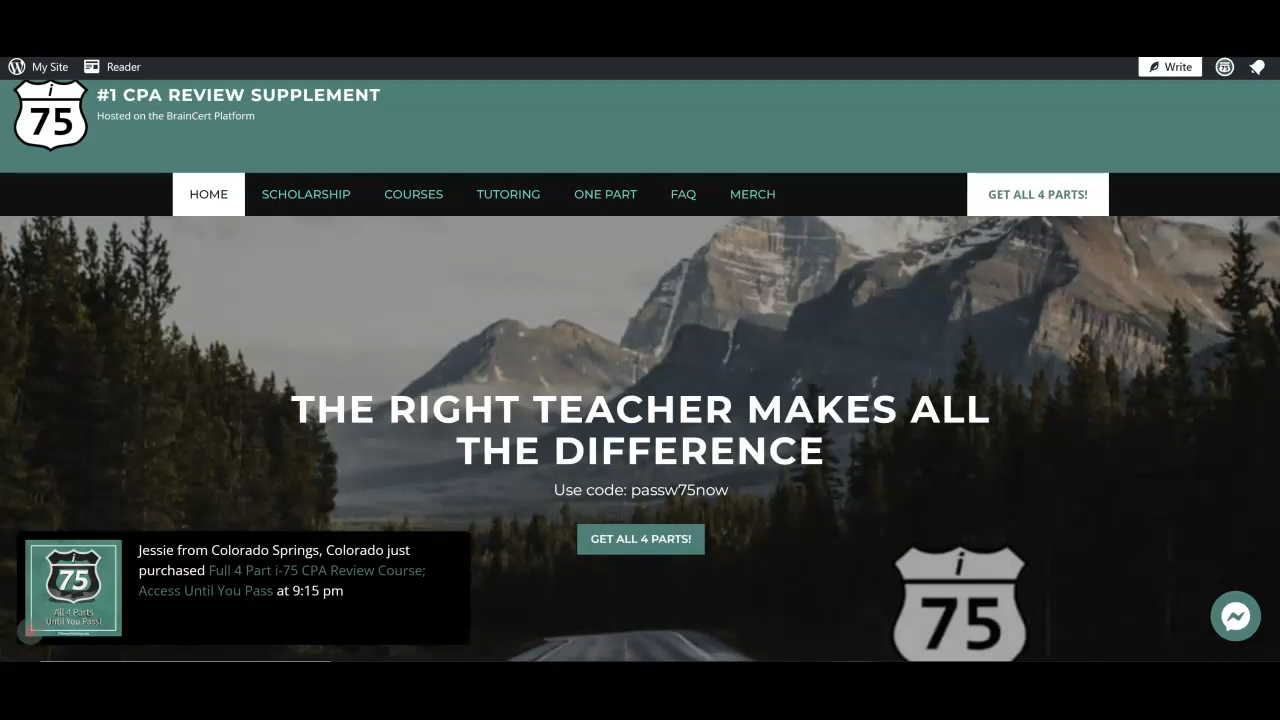 My Site
Reader
Write
i
75
#1 CPA REVIEW SUPPLEMENT
Hosted on the BrainCert Platform
HOME
SCHOLARSHIP
COURSES
TUTORING
ONE PART
FAQ
MERCH
GET ALL 4 PARTS!
THE RIGHT TEACHER MAKES ALL
THE DIFFERENCE
Use code: passw75now
GET ALL 4 PARTS!
i
75
All 4 Parts
Until You Pass!
Jessie from Colorado Springs, Colorado just
purchased Full 4 Part i-75 CPA Review Course;
Access Until You Pass at 9:15 pm
i
75